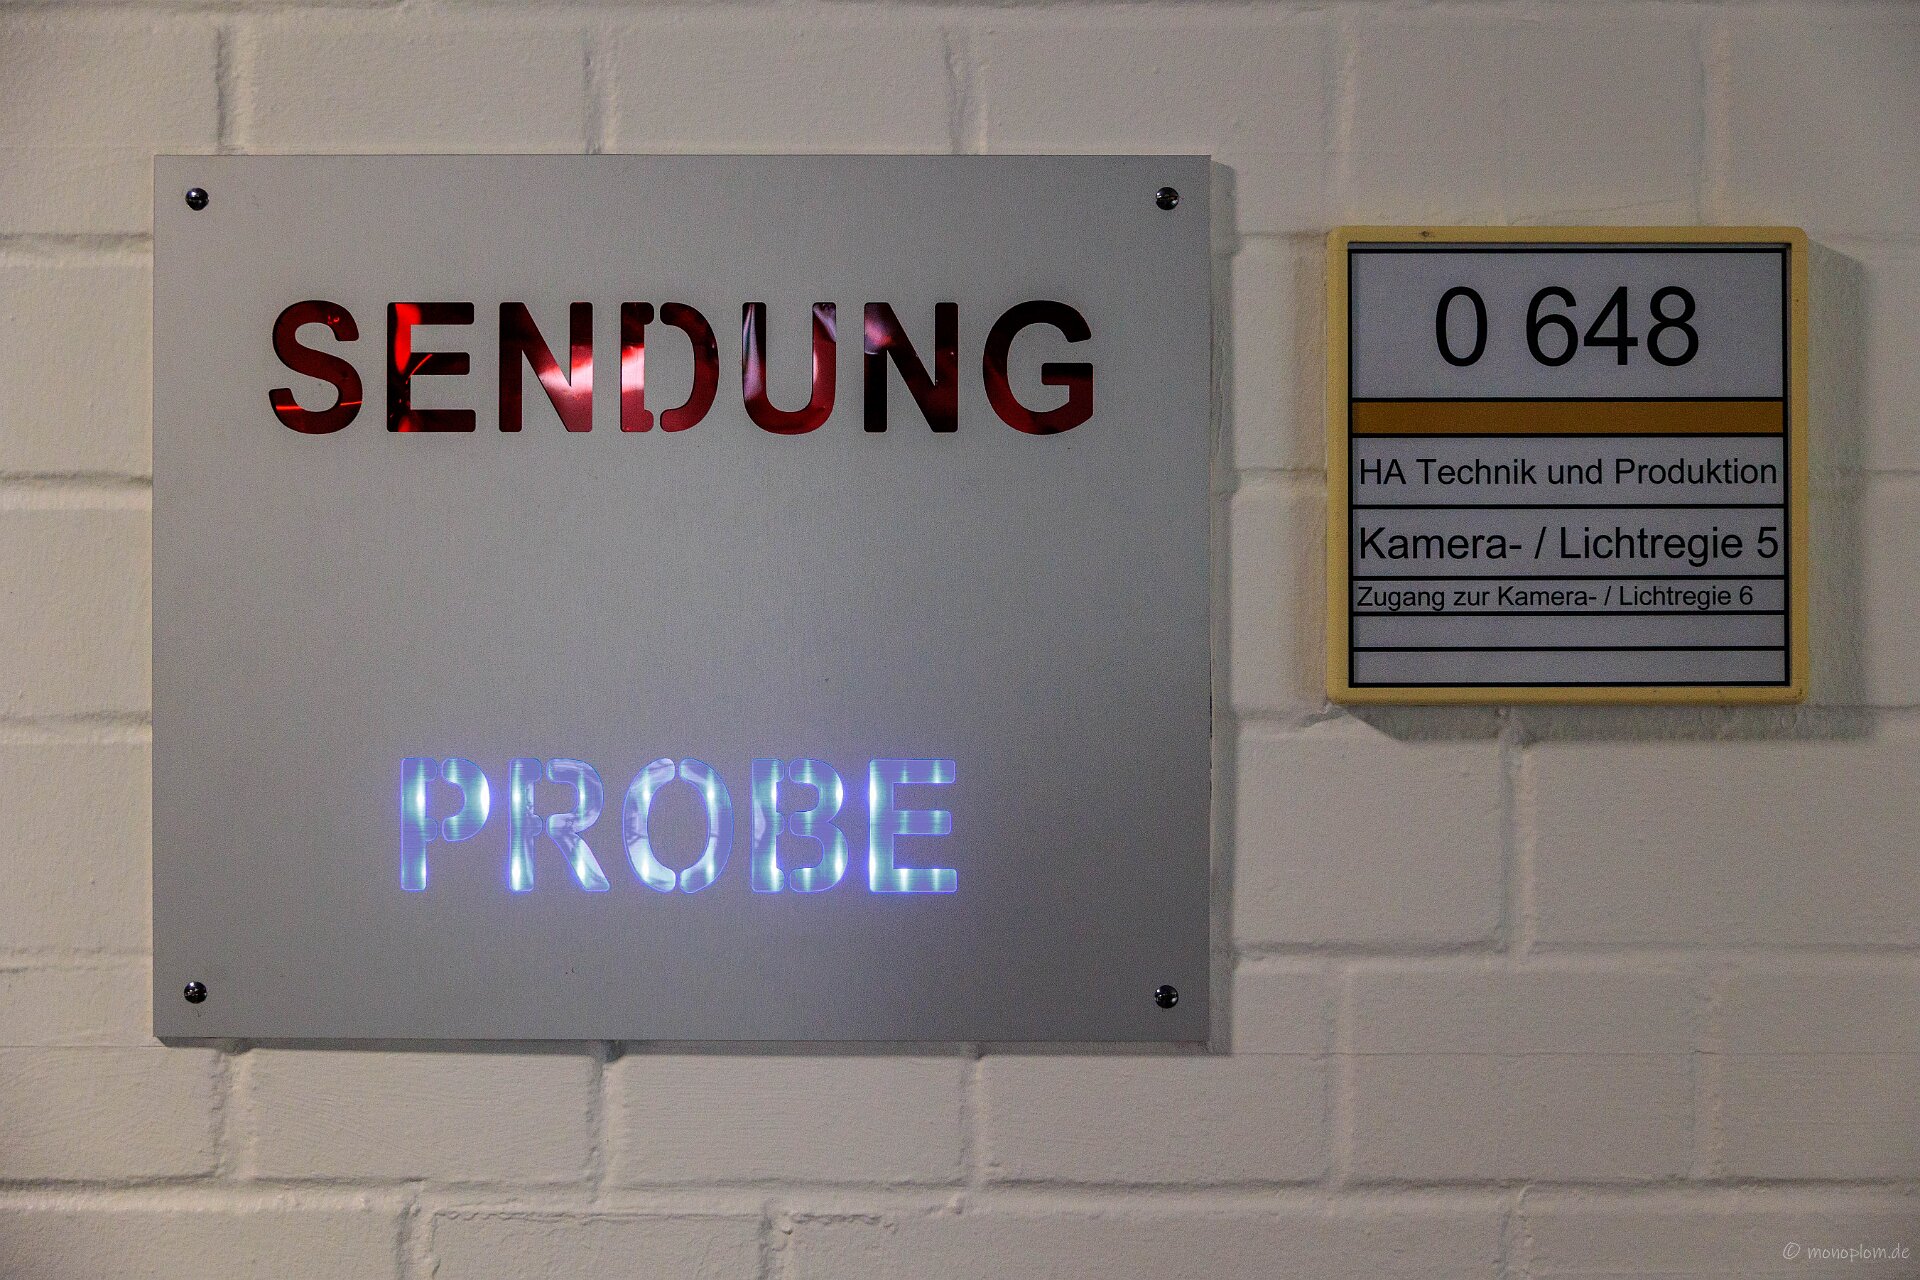 SENDUNG
PROBE
0 648
HA Technik und Produktion
Kamera- / Lichtregie 5
Zugang zur Kamera- / Lichtregie 6
© monoplom.de